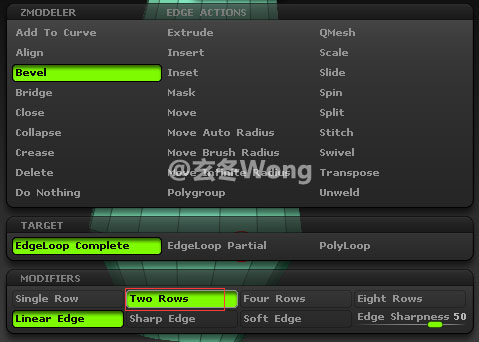 ZMODELER EDGE ACTIONS
Add To Curve Extrude QMesh
Align Insert Scale
Bevel Inset Slide
Bridge Mask Spin
Close Move Split
Collapse Move Auto Radius Stitch
Crease Move Brush Radius Swivel
Delete Move Infinite Radius Transpose
Do Nothing Polygroup Unweld
@玄冬Wong
TARGET
EdgeLoop Complete EdgeLoop Partial PolyLoop
MODIFIERS
Single Row Two Rows Four Rows Eight Rows
Linear Edge Sharp Edge Soft Edge Edge Sharpness 50